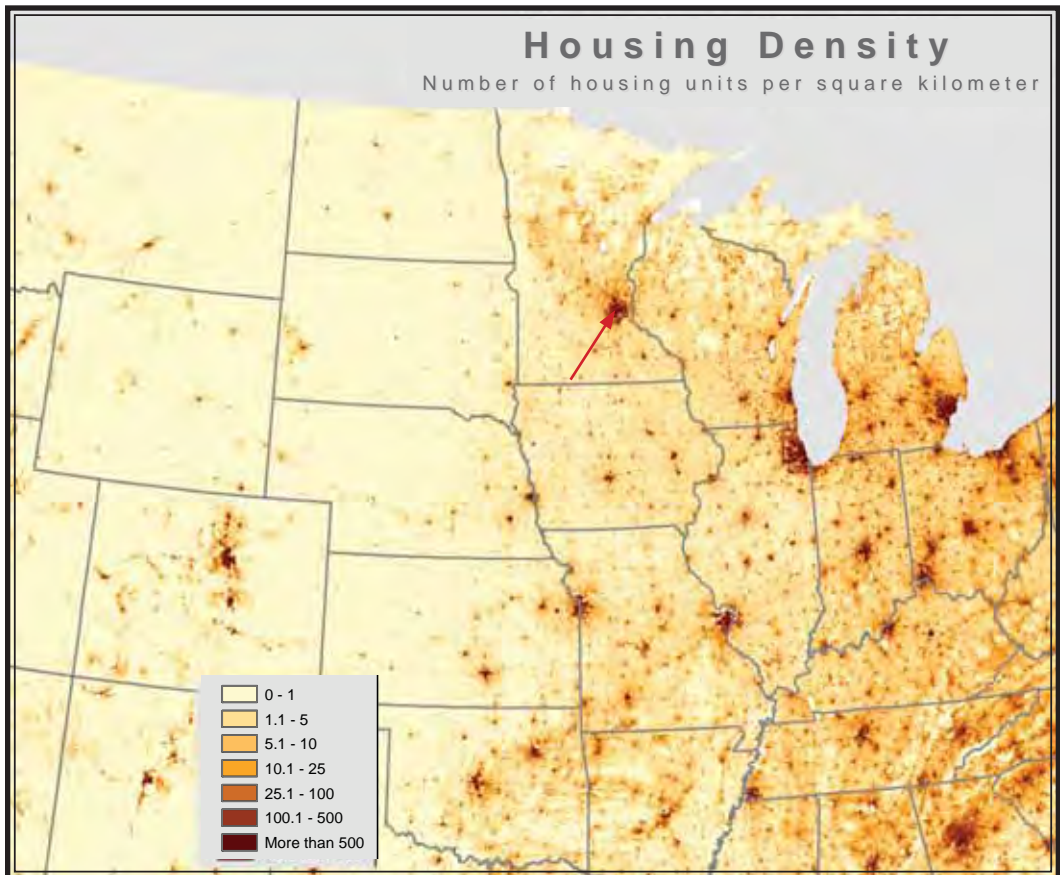 Housing Density
Number of housing units per square kilometer
0 - 1
1.1 - 5
5.1 - 10
10.1 - 25
25.1 - 100
100.1 - 500
More than 500